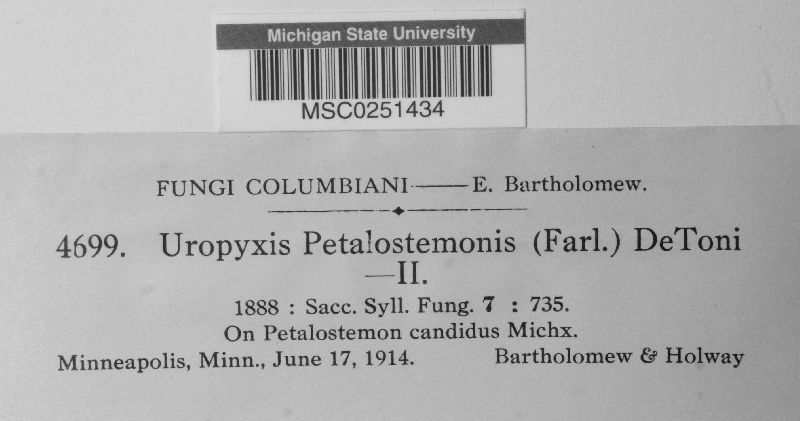 Michigan State University
MSC0251434
FUNGI COLUMBIANI——E. Bartholomew.
4699. Uropyxis Petalostemonis (Farl.) DeToni
—II.
1888 : Sacc. Syll. Fung. 7 : 735.
On Petalostemon candidus Michx.
Minneapolis, Minn., June 17, 1914. Bartholomew & Holway